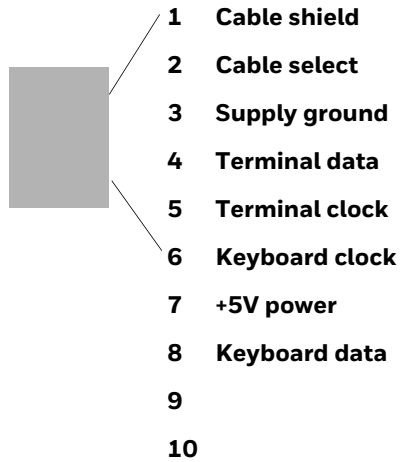 1 Cable shield
2 Cable select
3 Supply ground
4 Terminal data
5 Terminal clock
6 Keyboard clock
7 +5V power
8 Keyboard data
9
10